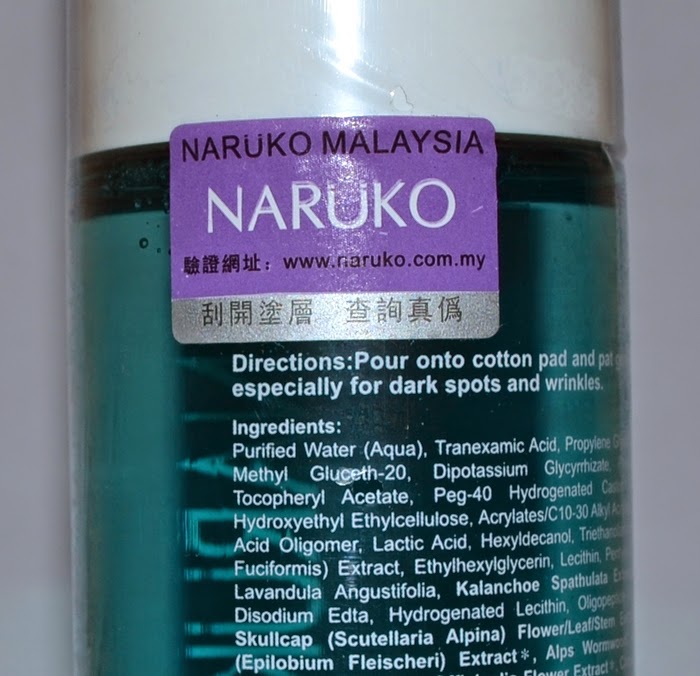 NARUKO MALAYSIA
NARÜKO
驗證網址：www.naruko.com.my
刮開塗層 查詢真偽
Directions:Pour onto cotton pad and pat
especially for dark spots and wrinkles.
Ingredients:
Purified Water (Aqua), Tranexamic Acid, Propylene
Methyl Gluceth-20, Dipotassium Glycyrrhizate,
Tocopheryl Acetate, Peg-40 Hydrogenated
Hydroxyethyl Ethylcellulose, Acrylates/C10-30 Alkyl
Acid Oligomer, Lactic Acid, Hexyldecanol,
Fuciformis) Extract, Ethylhexylglycerin, Lecithin,
Lavandula Angustifolia, Kalanchoe Spathulata
Disodium Edta, Hydrogenated Lecithin,
Skullcap (Scutellaria Alpina) Flower/Leaf/Stem
(Epilobium Fleischeri) Extract*, Alps
Flower Extract*,